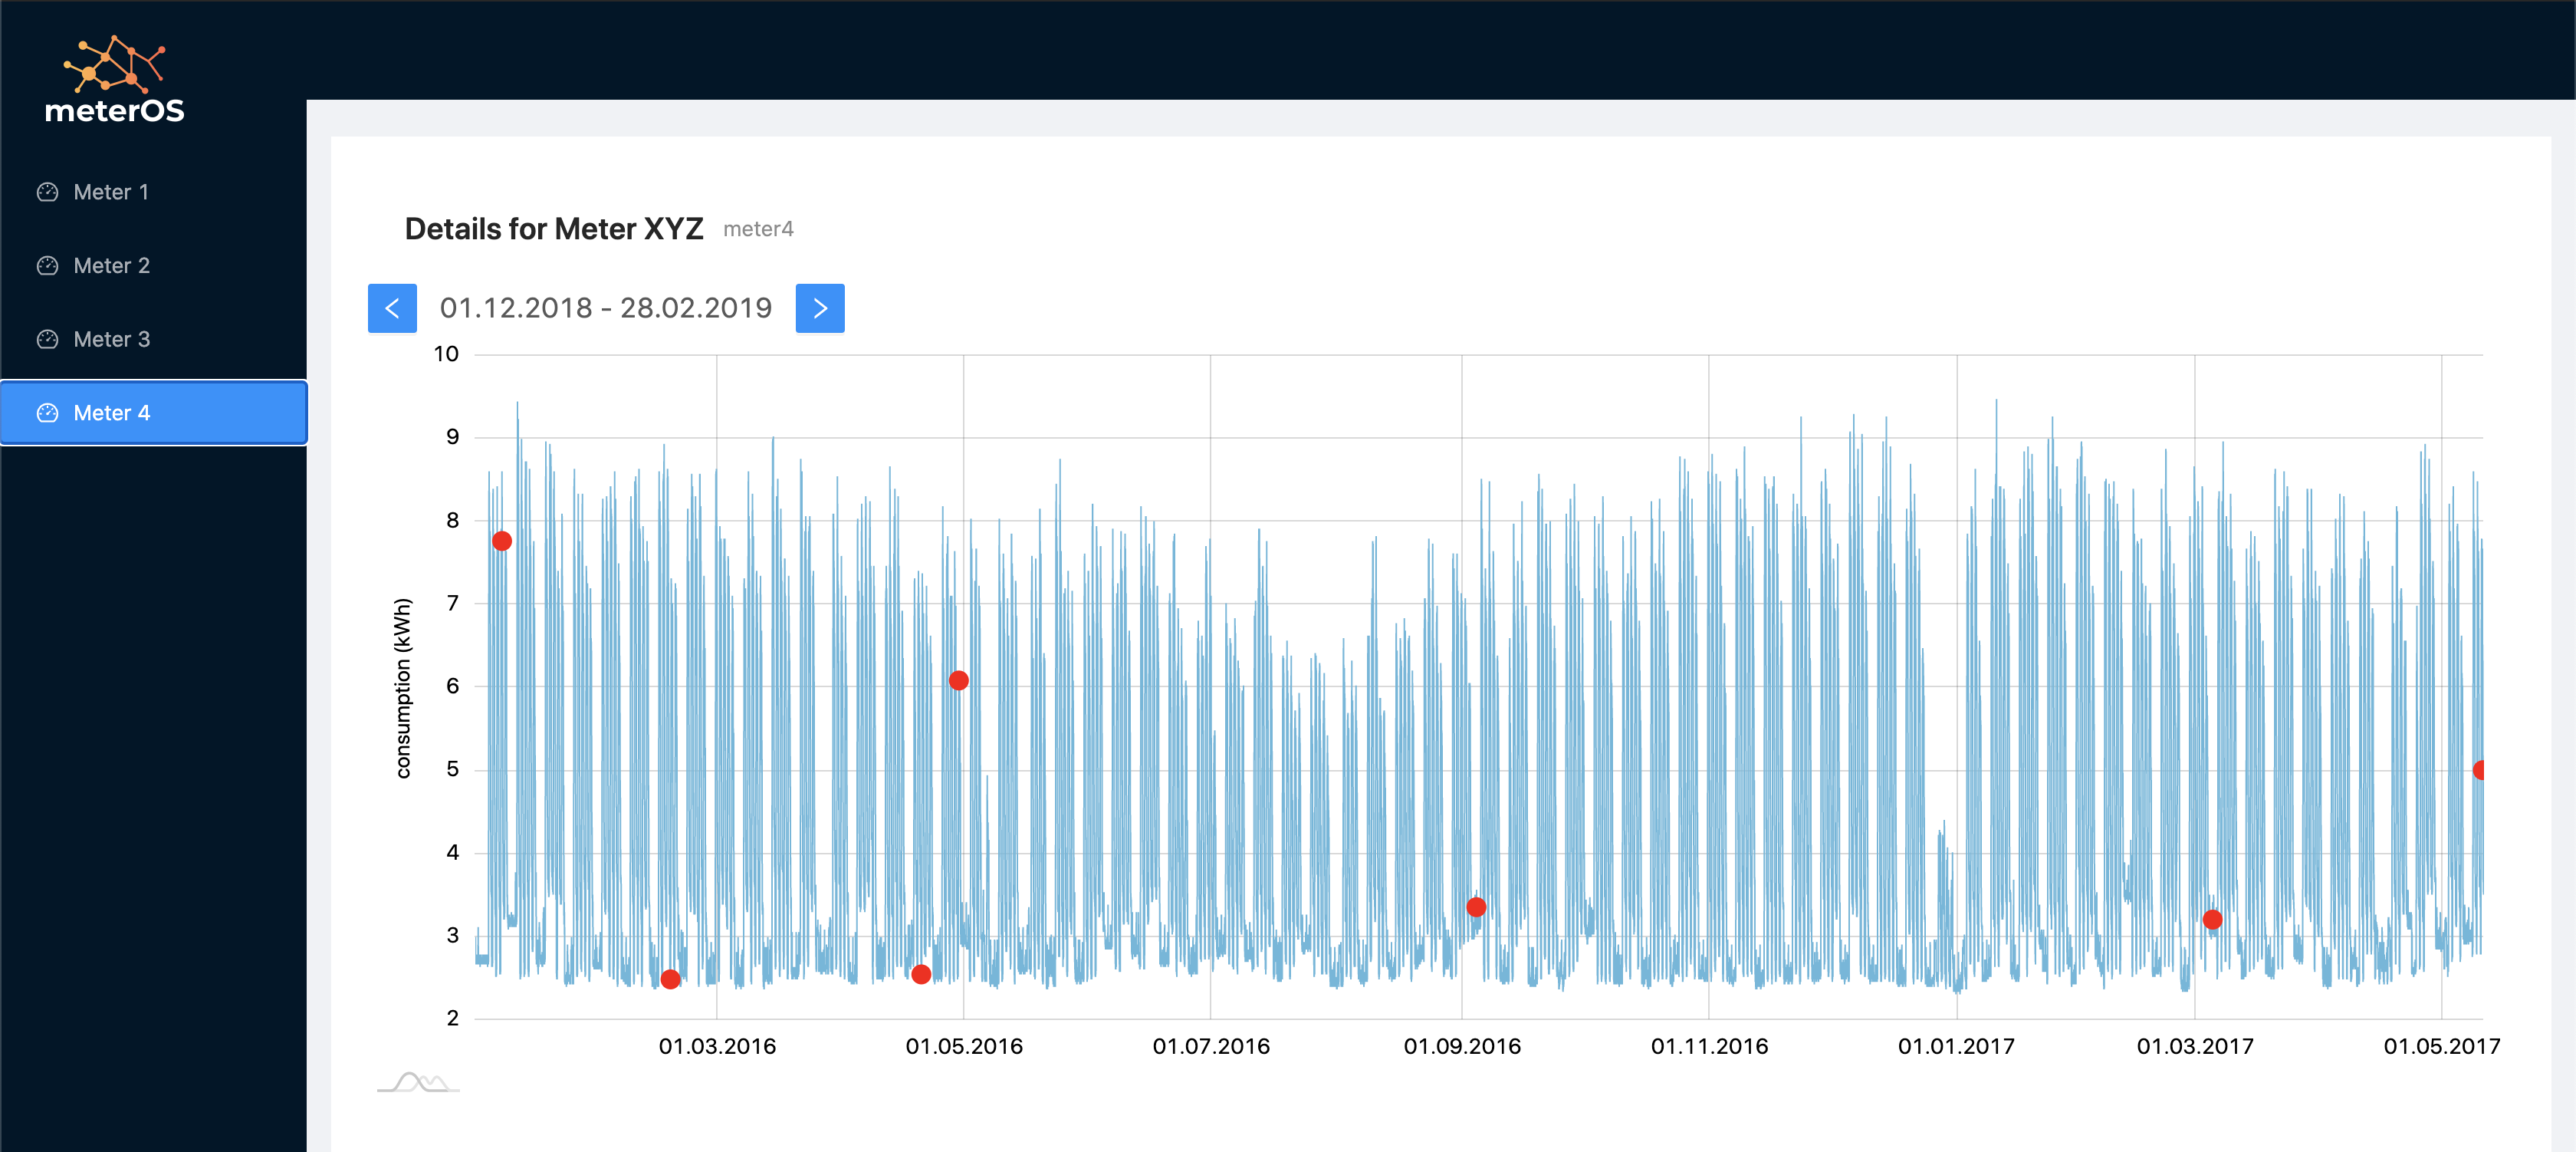 meterOS
Meter 1
Meter 2
Meter 3
Meter 4
Details for Meter XYZ meter4
01.12.2018 - 28.02.2019
consumption (kWh)
10
9
8
7
6
5
4
3
2
01.03.2016 01.05.2016 01.07.2016 01.09.2016 01.11.2016 01.01.2017 01.03.2017 01.05.2017